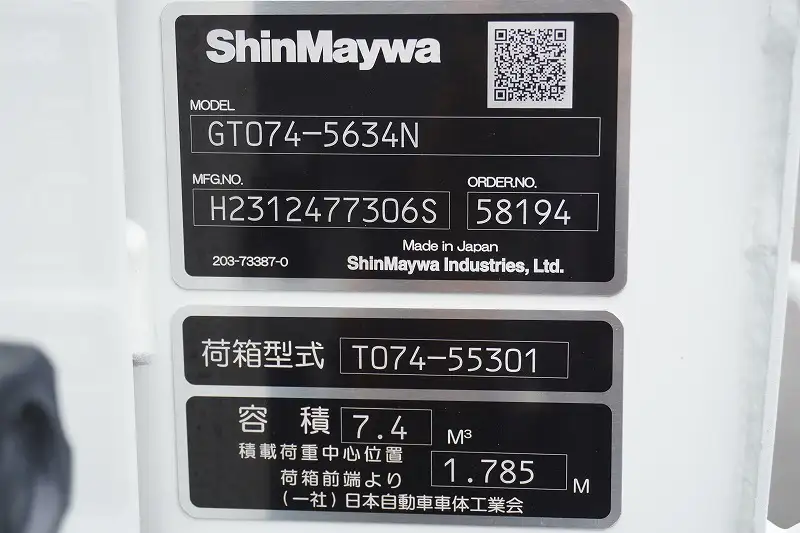 ShinMaywa
MODEL
GT074-5634N
MFG.NO. ORDER.NO.
H2312477306S 58194
Made in Japan
203-73387-0 ShinMaywa Industries, Ltd.
荷箱型式 T074-55301
容積 7.4 M³
積載荷重中心位置
荷箱前端より 1.785 M
(一社)日本自動車車体工業会